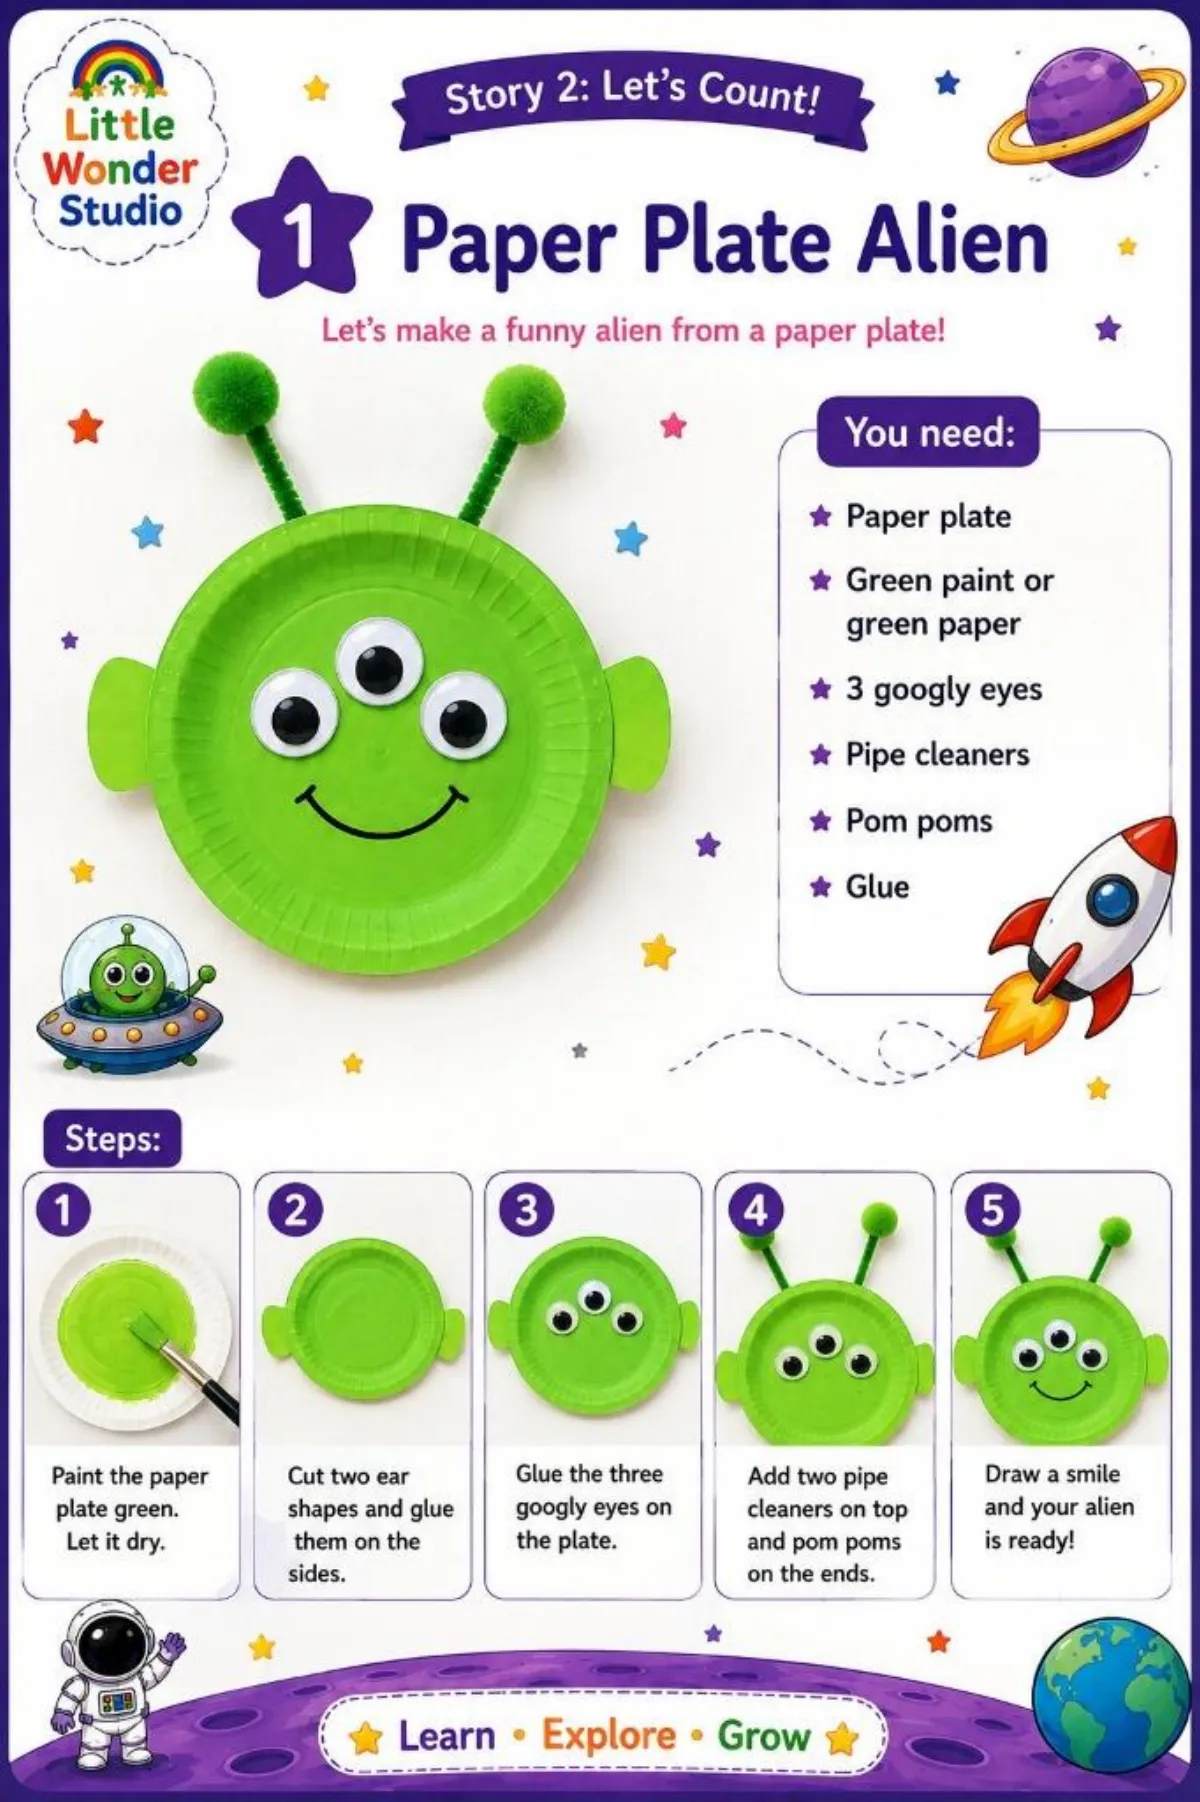 Little
Wonder
Studio
Story 2: Let's Count!
1 Paper Plate Alien
Let's make a funny alien from a paper plate!
You need:
Paper plate
Green paint or
green paper
3 googly eyes
Pipe cleaners
Pom poms
Glue
Steps:
1
Paint the paper
plate green.
Let it dry.
2
Cut two ear
shapes and glue
them on the
sides.
3
Glue the three
googly eyes on
the plate.
4
Add two pipe
cleaners on top
and pom poms
on the ends.
5
Draw a smile
and your alien
is ready!
Learn • Explore • Grow